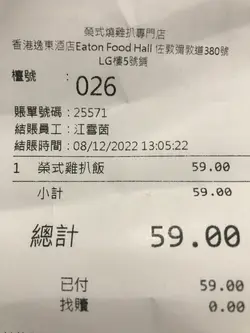 榮式燒雞扒專門店
香港逸東酒店Eaton Food Hall 佐敦彌敦道380號
LG樓5號舖
檯號：
026
賬單號碼：25571
結賬員工：江雪茵
結賬時間：08/12/2022 13:05:22
1 榮式雞扒飯 59.00
小計 59.00
總計 59.00
已付 59.00
找贖 0.00